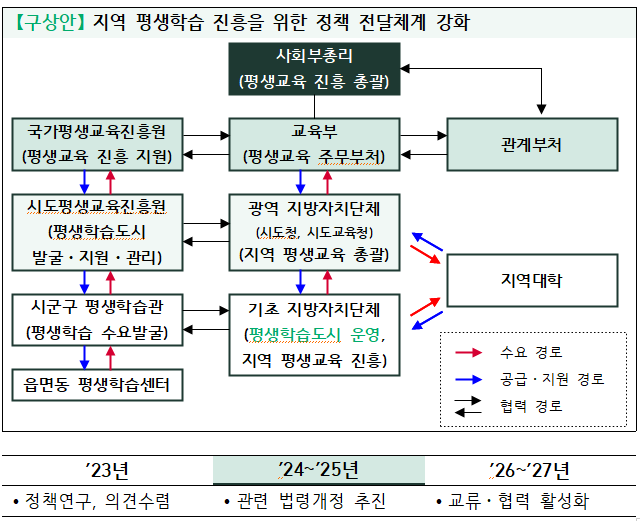 【구상안】 지역 평생학습 진흥을 위한 정책 전달체계 강화
사회부총리
(평생교육 진흥 총괄)
국가평생교육진흥원
(평생교육 진흥 지원)
교육부
(평생교육 주무부처)
관계부처
시도평생교육진흥원
(평생학습도시
발굴·지원·관리)
광역 지방자치단체
(시도청, 시도교육청)
(지역 평생교육 총괄)
지역대학
시군구 평생학습관
(평생학습 수요발굴)
기초 지방자치단체
(평생학습도시 운영,
지역 평생교육 진흥)
읍면동 평생학습센터
수요 경로
공급·지원 경로
협력 경로
’23년
’24~’25년
’26~’27년
• 정책연구, 의견수렴
• 관련 법령개정 추진
• 교류·협력 활성화